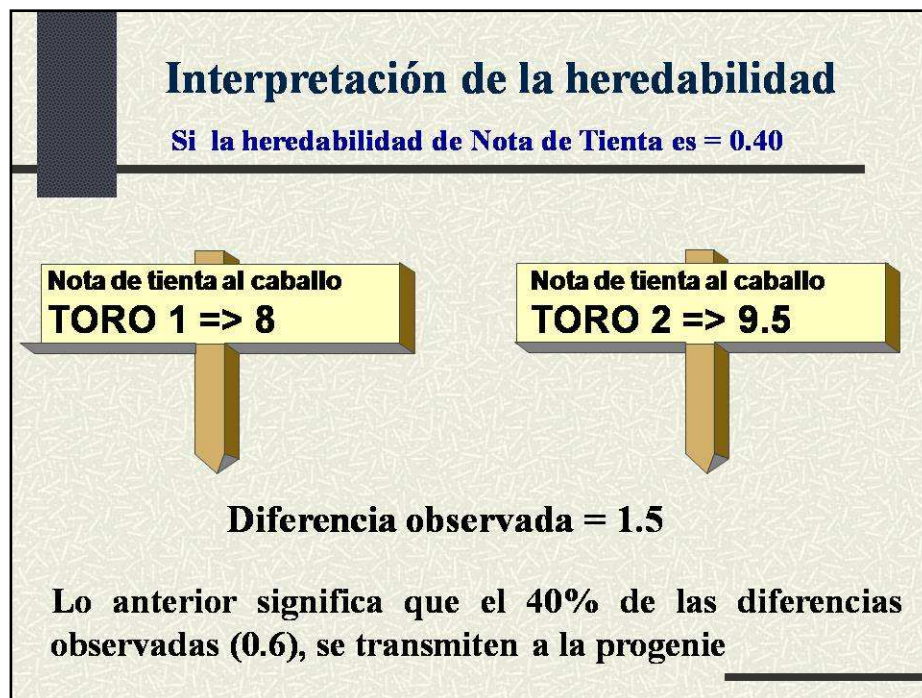 Interpretación de la heredabilidad
Si la heredabilidad de Nota de Tienta es = 0.40
Nota de tienta al caballo
TORO 1 => 8
Nota de tienta al caballo
TORO 2 => 9.5
Diferencia observada = 1.5
Lo anterior significa que el 40% de las diferencias
observadas (0.6), se transmiten a la progenie